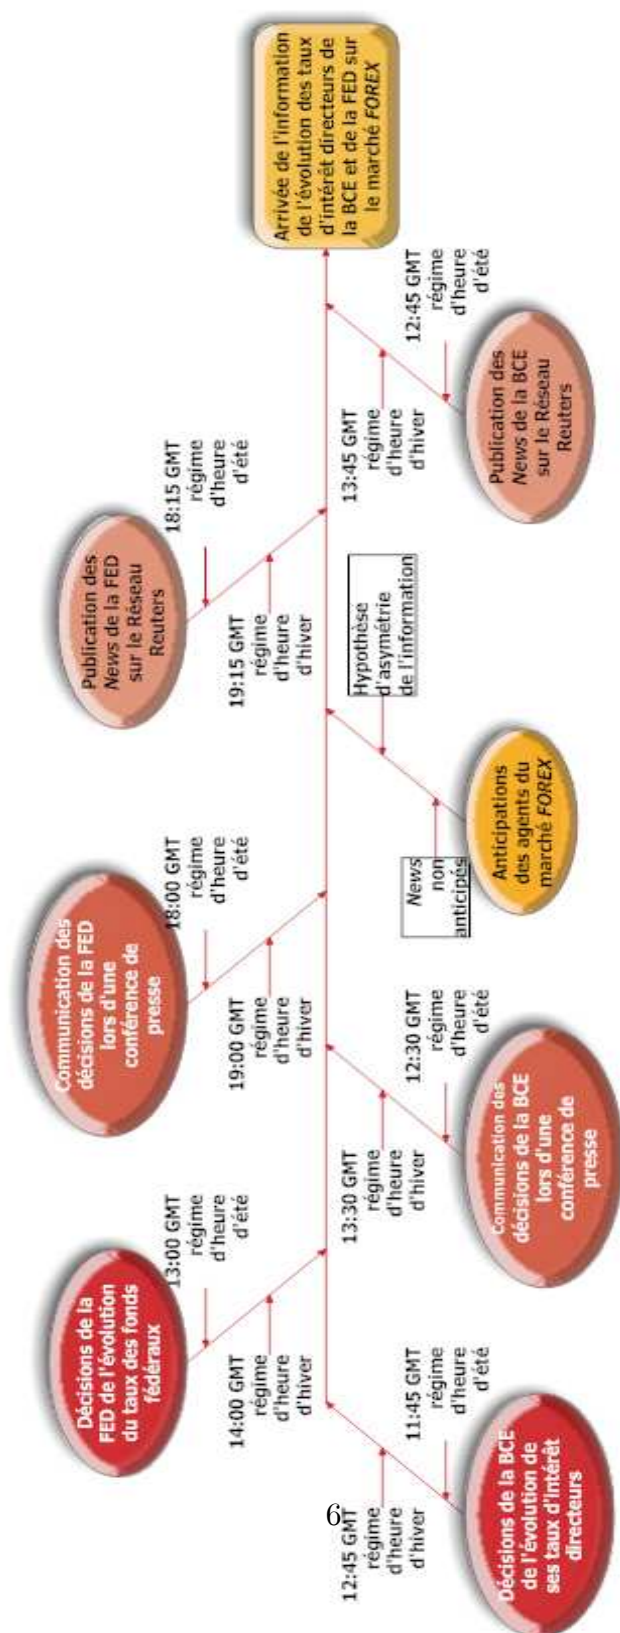 Décisions de la
FED de l'évolution
du taux des fonds
fédéraux
13:00 GMT
régime
d'heure
d'été
14:00 GMT
régime
d'heure
d'hiver
Communication des
décisions de la FED
lors d'une
conférence de
presse
18:00 GMT
régime
d'heure
d'été
19:00 GMT
régime
d'heure
d'hiver
Publication des
News de la FED
sur le Réseau
Reuters
18:15 GMT
régime
d'heure
d'été
19:15 GMT
régime
d'heure
d'hiver
Arrivée de l'information
de l'évolution des taux
d'intérêt directeurs de
la BCE et de la FED sur
le marché FOREX
12:45 GMT
régime
d'heure
d'hiver
11:45 GMT
régime
d'heure
d'été
Décisions de la BCE
de l'évolution de
ses taux d'intérêt
directeurs
13:30 GMT
régime
d'heure
d'hiver
12:30 GMT
régime
d'heure
d'été
Communication des
décisions de la BCE
lors d'une
conférence de
presse
Hypothèse
d'asymétrie
de l'information
News
non
anticipés
Anticipations
des agents du
marché FOREX
13:45 GMT
régime
d'heure
d'hiver
12:45 GMT
régime
d'heure
d'été
Publication des
News de la BCE
sur le Réseau
Reuters
6